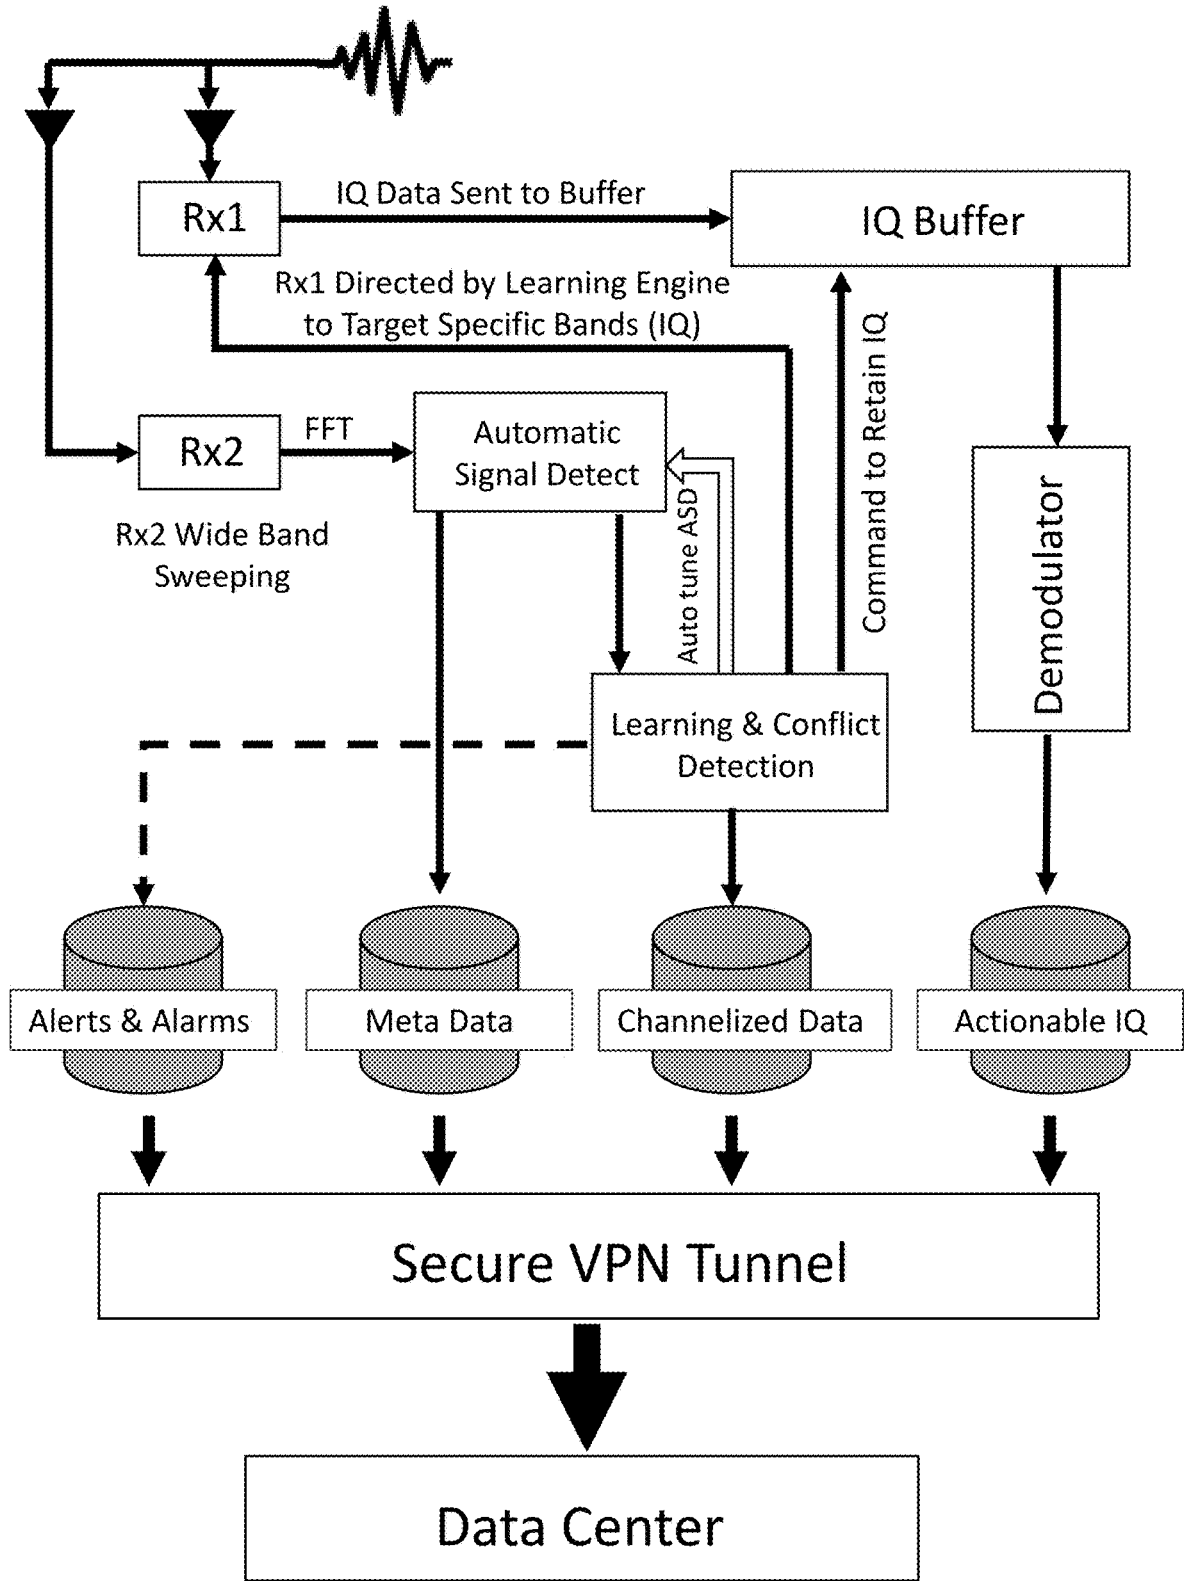 IQ Data Sent to Buffer
Rx1
IQ Buffer
Rx1 Directed by Learning Engine
to Target Specific Bands (IQ)
Command to Retain IQ
FFT
Rx2
Automatic
Signal Detect
Rx2 Wide Band
Sweeping
Auto tune ASD
Demodulator
Learning & Conflict
Detection
Alerts & Alarms
Meta Data
Channelized Data
Actionable IQ
Secure VPN Tunnel
Data Center